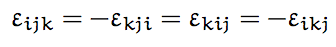 εᵢⱼₖ = −εₖⱼᵢ = εₖᵢⱼ = −εᵢₖⱼ